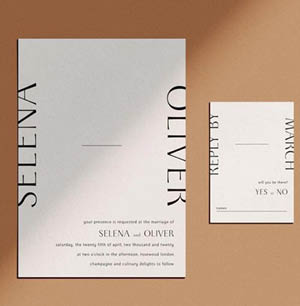 SELENA
OLIVER
your presence is requested at the marriage of
SELENA and OLIVER
saturday, the twenty fifth of april, two thousand and twenty
at two o'clock in the afternoon, rosewood london
champagne and culinary delights to follow
REPLY BY
MARCH
will you be there?
YES or NO